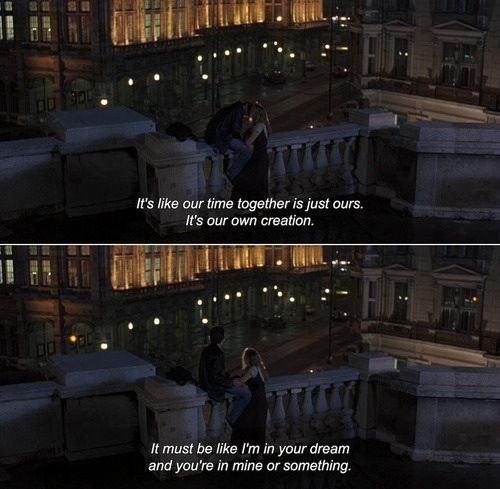 It's like our time together is just ours.
It's our own creation.
It must be like I'm in your dream
and you're in mine or something.